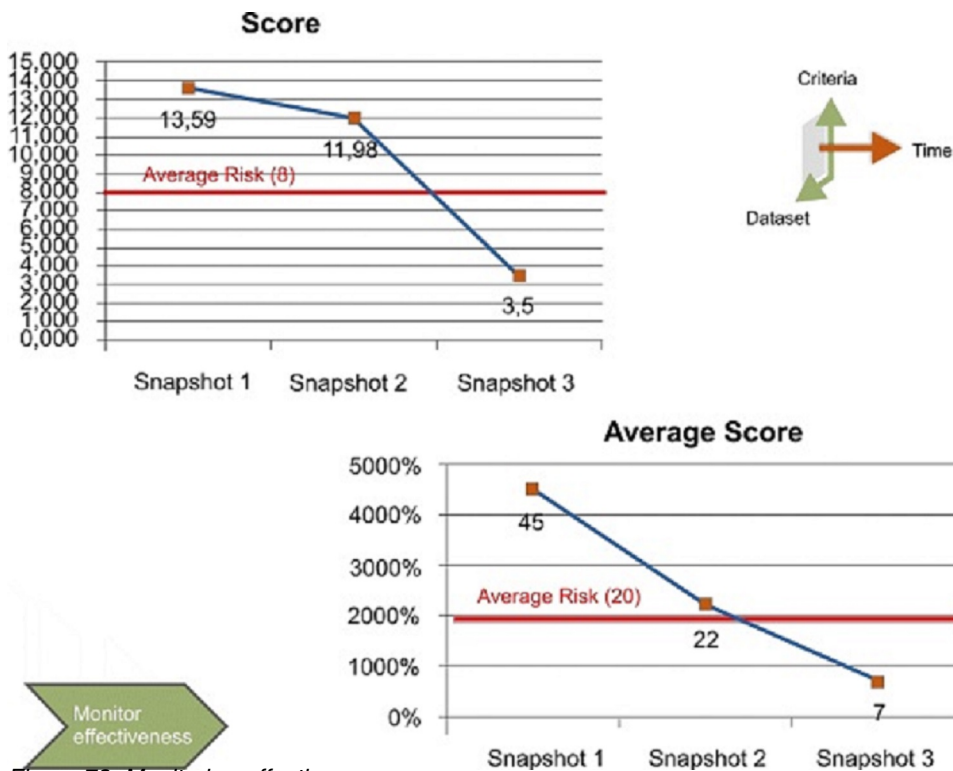 Score
15,000
14,000
13,000
12,000
11,000
10,000
9,000
8,000
7,000
6,000
5,000
4,000
3,000
2,000
1,000
0,000
13,59
11,98
3,5
Average Risk (8)
Snapshot 1
Snapshot 2
Snapshot 3
Criteria
Time
Dataset
Average Score
5000%
4000%
3000%
2000%
1000%
0%
45
22
7
Average Risk (20)
Snapshot 1
Snapshot 2
Snapshot 3
Monitor
effectiveness